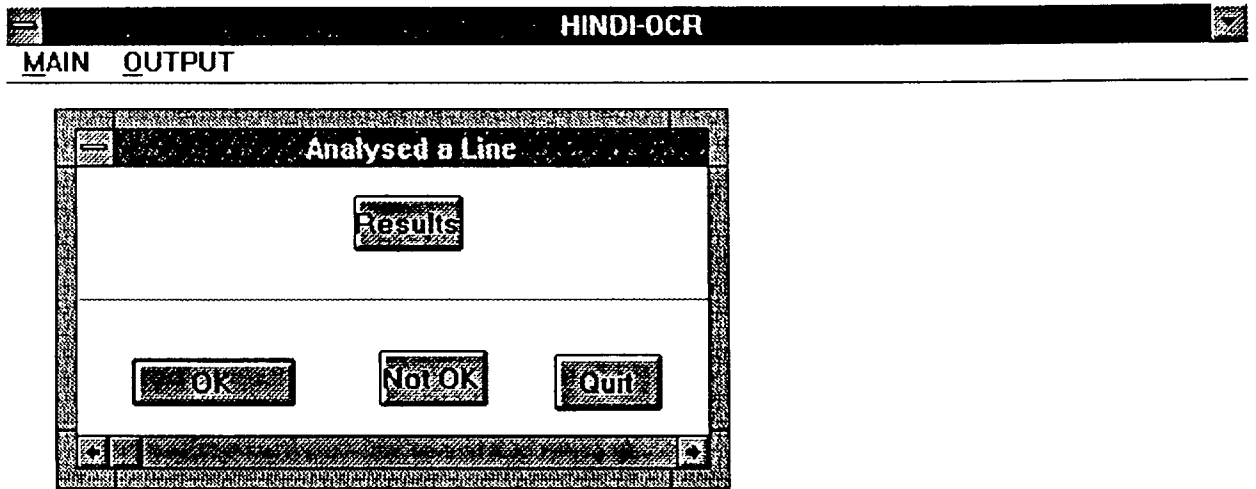 HINDI-OCR
MAIN OUTPUT
Analysed a Line
Results
OK Not OK Quit